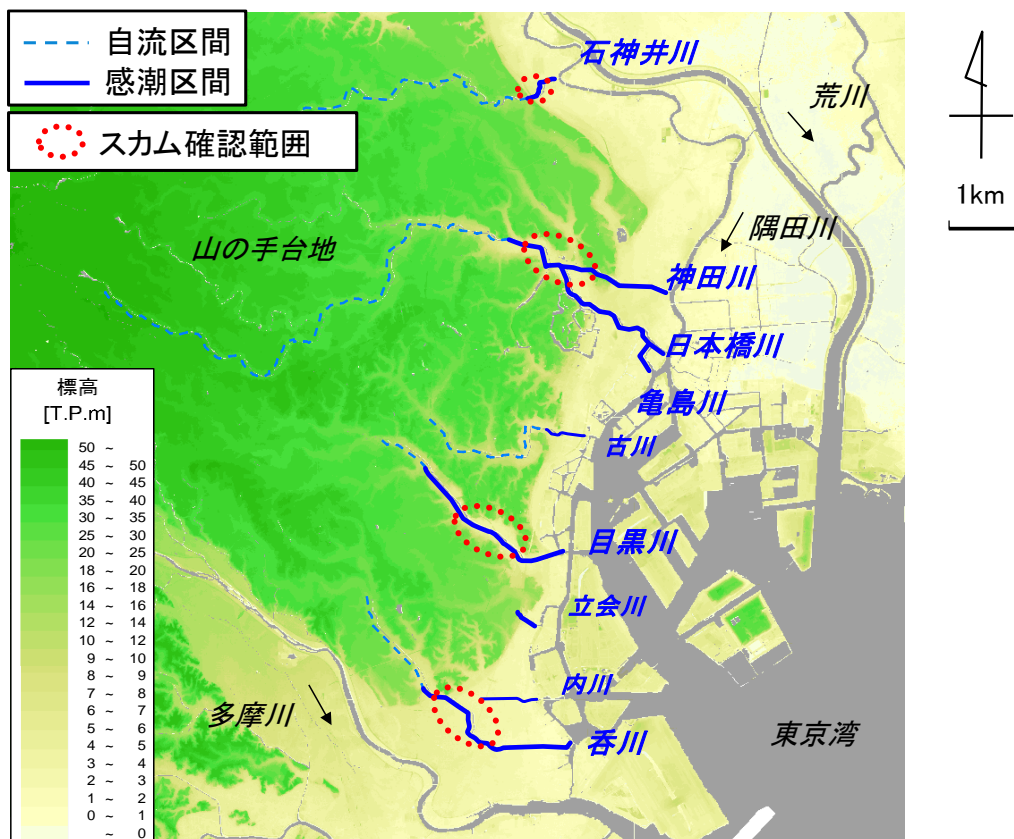 自流区間
感潮区間
スカム確認範囲
石神井川
荒川
1km
隅田川
山の手台地
神田川
日本橋川
亀島川
古川
目黒川
立会川
内川
多摩川
呑川
東京湾
標高
[T.P.m]
50 ~
45 ~ 50
40 ~ 45
35 ~ 40
30 ~ 35
25 ~ 30
20 ~ 25
18 ~ 20
16 ~ 18
14 ~ 16
12 ~ 14
10 ~ 12
9 ~ 10
8 ~ 9
7 ~ 8
6 ~ 7
5 ~ 6
4 ~ 5
3 ~ 4
2 ~ 3
1 ~ 2
0 ~ 1
~ 0